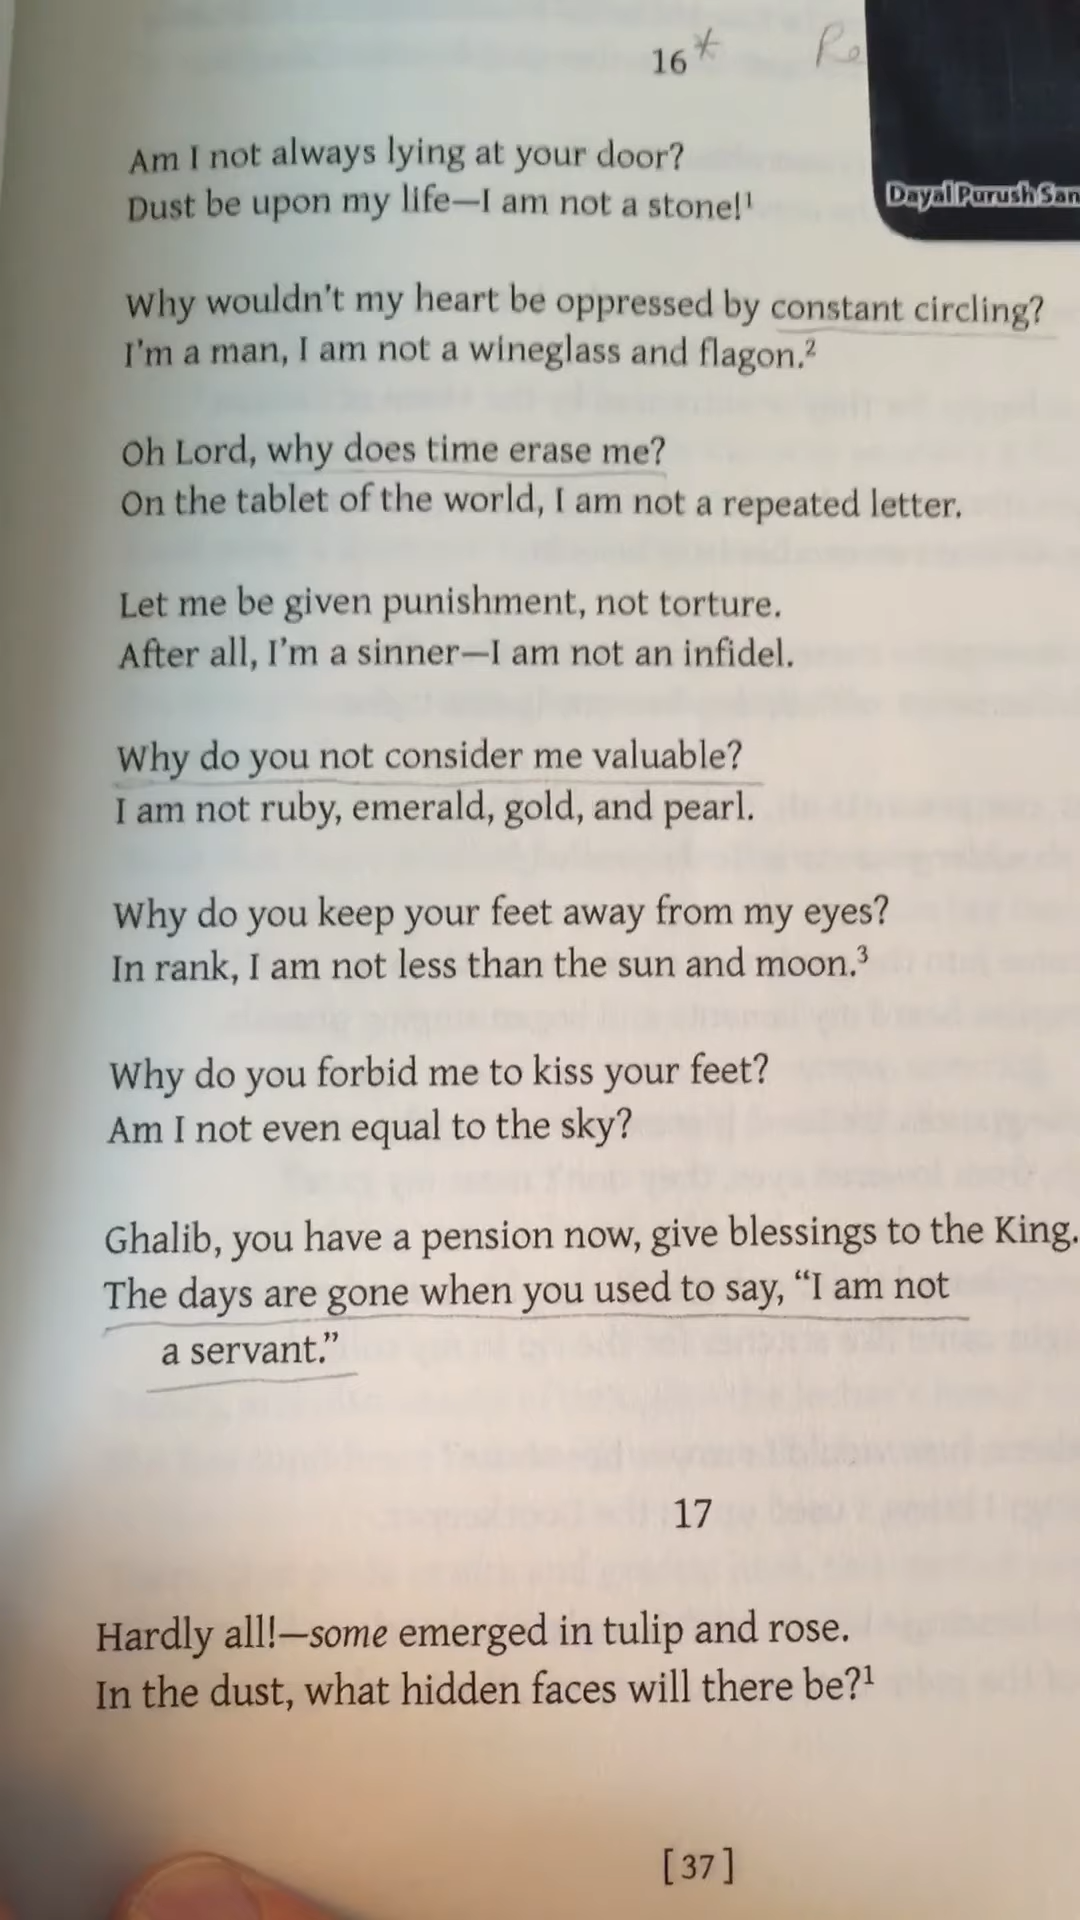 16*
Dayal Purush San
Am I not always lying at your door?
Dust be upon my life—I am not a stone!¹
Why wouldn't my heart be oppressed by constant circling?
I'm a man, I am not a wineglass and flagon.²
Oh Lord, why does time erase me?
On the tablet of the world, I am not a repeated letter.
Let me be given punishment, not torture.
After all, I'm a sinner—I am not an infidel.
Why do you not consider me valuable?
I am not ruby, emerald, gold, and pearl.
Why do you keep your feet away from my eyes?
In rank, I am not less than the sun and moon.³
Why do you forbid me to kiss your feet?
Am I not even equal to the sky?
Ghalib, you have a pension now, give blessings to the King.
The days are gone when you used to say, “I am not
a servant.”
17
Hardly all!—some emerged in tulip and rose.
In the dust, what hidden faces will there be?¹
[37]